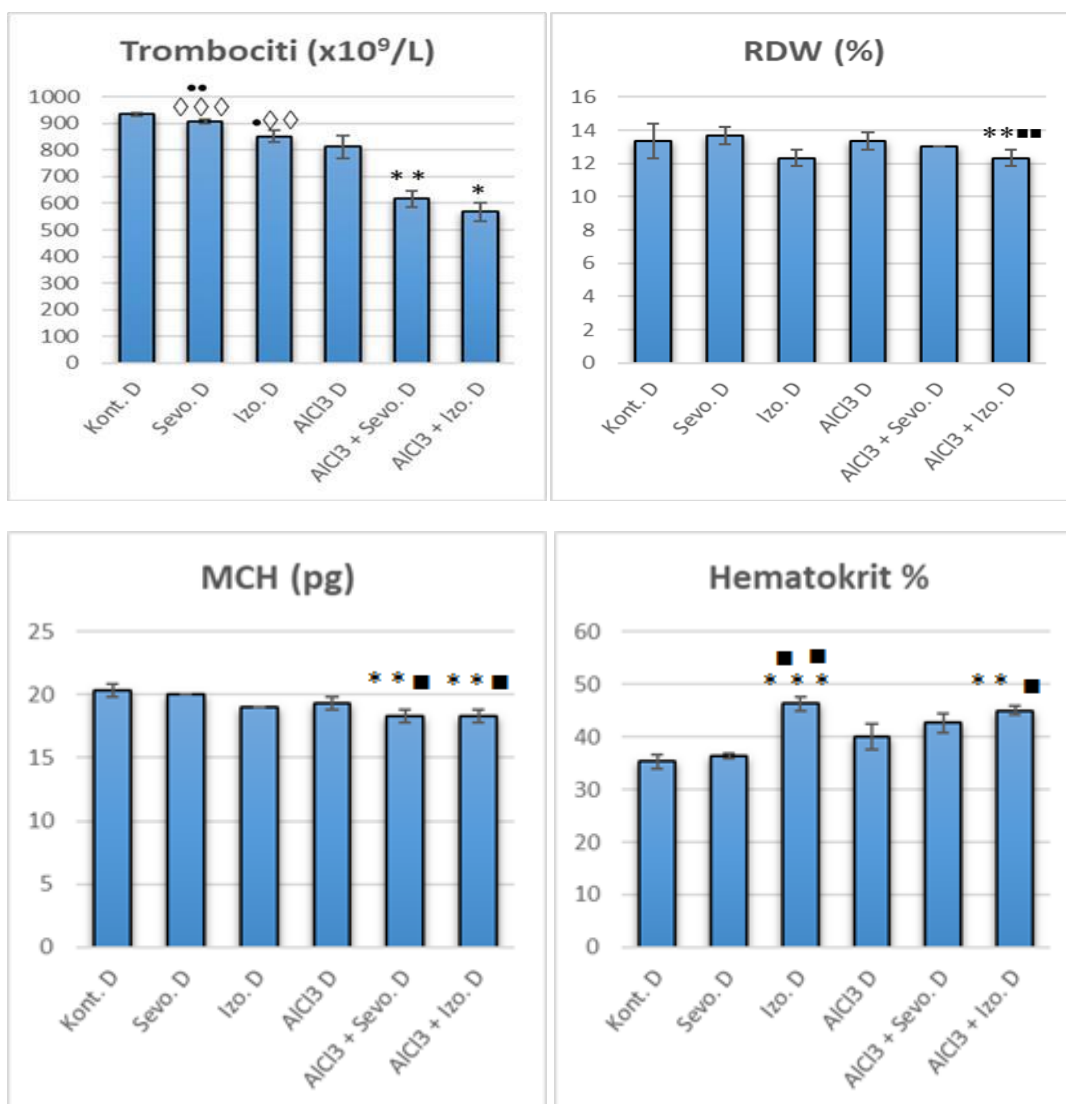 Trombociti (x10⁹/L)
••
◊◊◊
•◊◊
* *
*
1000
900
800
700
600
500
400
300
200
100
0
Kont. D
Sevo. D
Izo. D
AlCl3 D
AlCl3 + Sevo. D
AlCl3 + Izo. D
RDW (%)
**■■
16
14
12
10
8
6
4
2
0
Kont. D
Sevo. D
Izo. D
AlCl3 D
AlCl3 + Sevo. D
AlCl3 + Izo. D
MCH (pg)
* * ■ * * ■
25
20
15
10
5
0
Kont. D
Sevo. D
Izo. D
AlCl3 D
AlCl3 + Sevo. D
AlCl3 + Izo. D
Hematokrit %
■ ■
* * *
* * ■
60
50
40
30
20
10
0
Kont. D
Sevo. D
Izo. D
AlCl3 D
AlCl3 + Sevo. D
AlCl3 + Izo. D